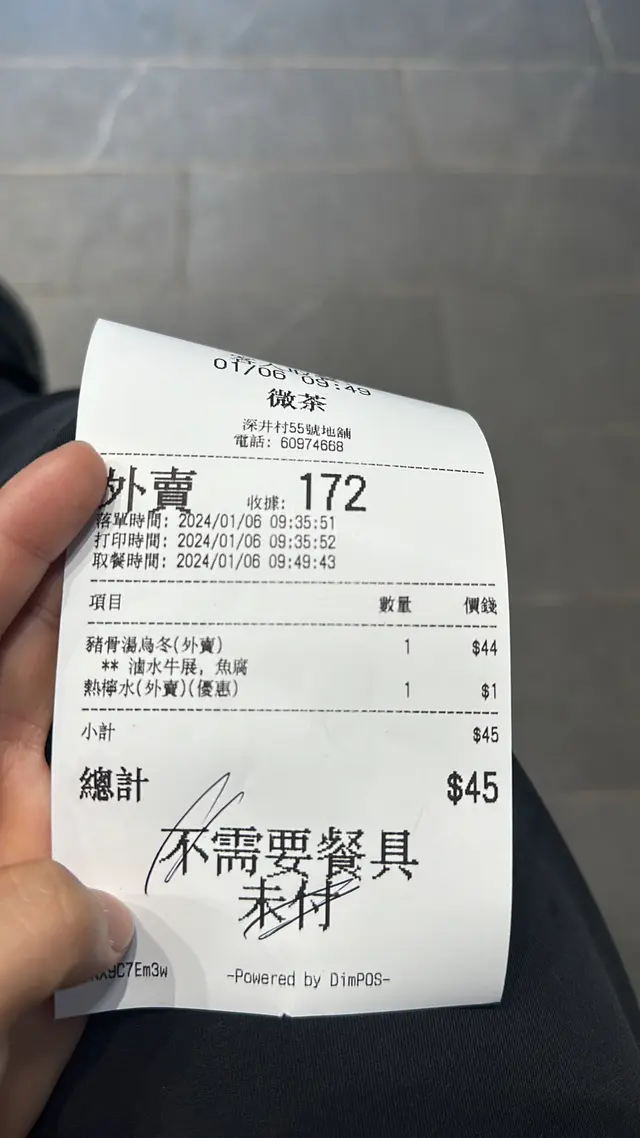 01/06 09:49
微茶
深井村55號地舖
電話: 60974668
外賣 收據: 172
落單時間: 2024/01/06 09:35:51
打印時間: 2024/01/06 09:35:52
取餐時間: 2024/01/06 09:49:43
項目 數量 價錢
豬骨湯烏冬(外賣) 1 $44
** 滷水牛展, 魚腐
熱檸水(外賣)(優惠) 1 $1
小計 $45
總計 $45
不需要餐具
未付
X9C7Em3w -Powered by DimPOS-